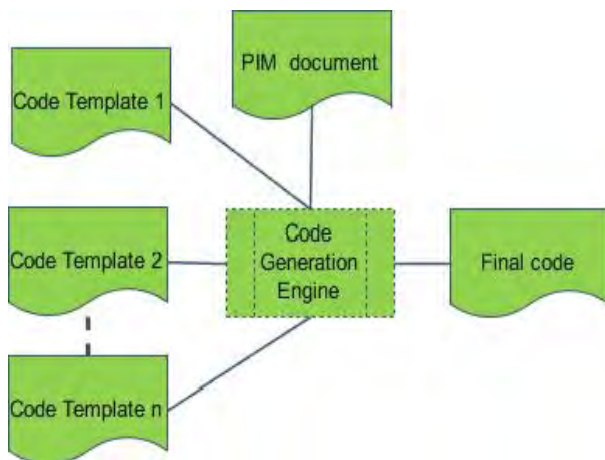 PIM document
Code Template 1
Code Template 2
Code
Generation
Engine
Final code
Code Template n